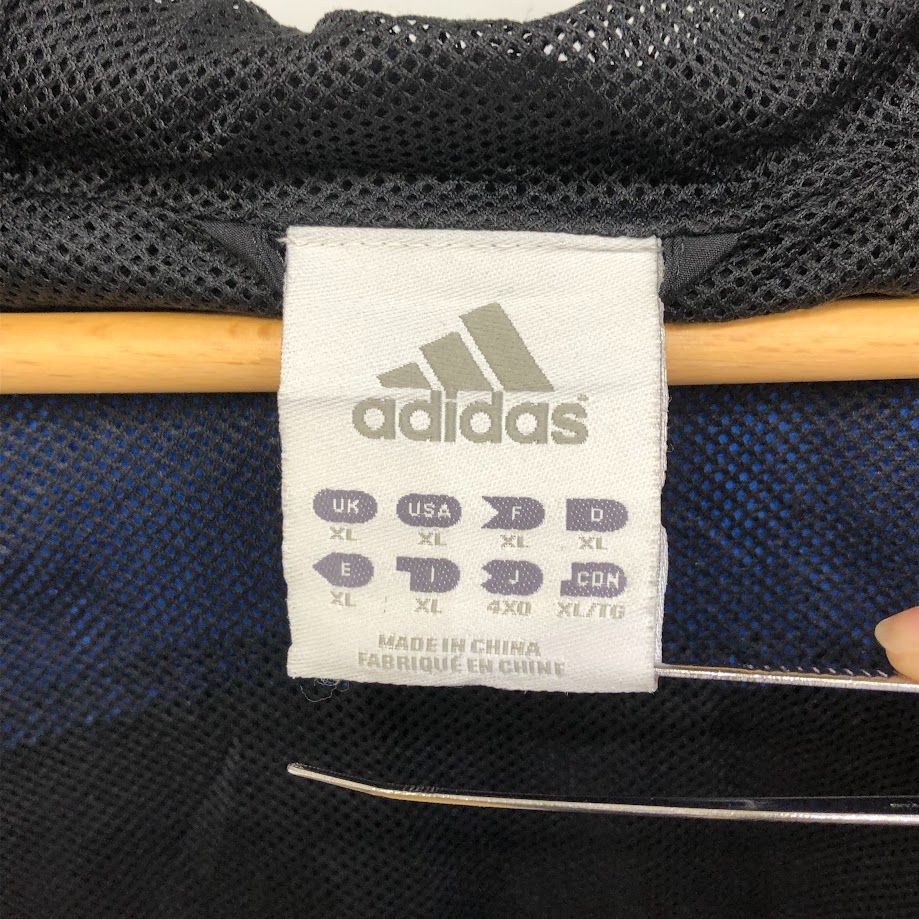 adidas
UK USA F D
XL XL XL XL
E I J CDN
XL XL 4XO XL/TG
MADE IN CHINA
FABRIQUÉ EN CHINE